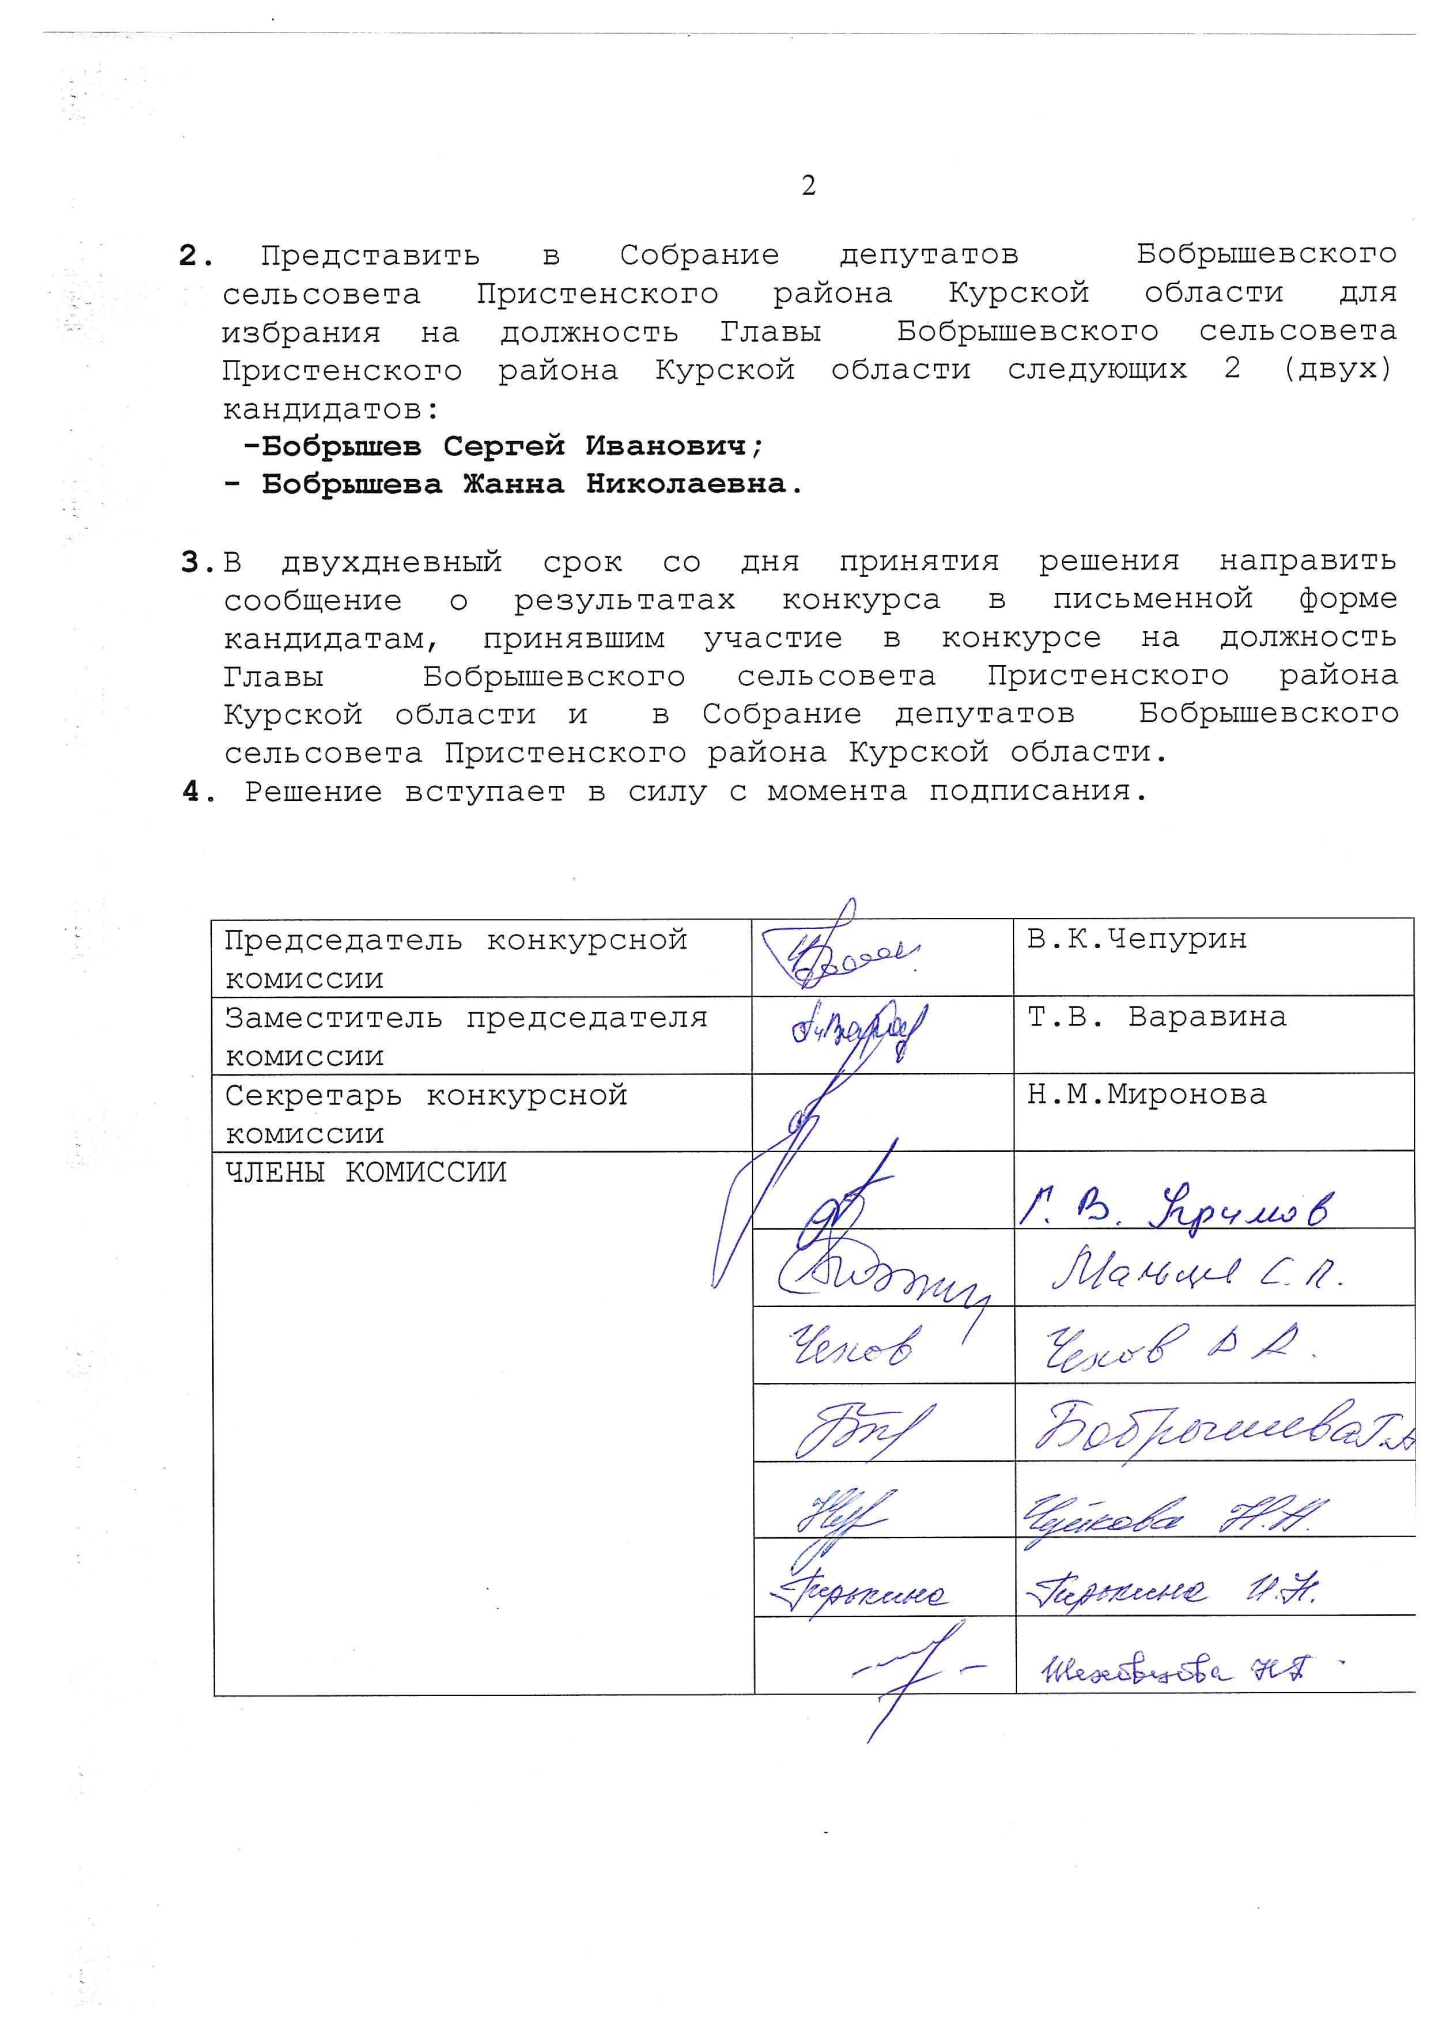 2
2. Представить в Собрание депутатов Бобрышевского
сельсовета Пристенского района Курской области для
избрания на должность Главы Бобрышевского сельсовета
Пристенского района Курской области следующих 2 (двух)
кандидатов:
-Бобрышев Сергей Иванович;
- Бобрышева Жанна Николаевна.
3. В двухдневный срок со дня принятия решения направить
сообщение о результатах конкурса в письменной форме
кандидатам, принявшим участие в конкурсе на должность
Главы Бобрышевского сельсовета Пристенского района
Курской области и в Собрание депутатов Бобрышевского
сельсовета Пристенского района Курской области.
4. Решение вступает в силу с момента подписания.
Председатель конкурсной
комиссии
В.К.Чепурин
Заместитель председателя
комиссии
Т.В. Варавина
Секретарь конкурсной
комиссии
Н.М.Миронова
ЧЛЕНЫ КОМИССИИ
Г. В.
С. П.
Чехов Чехов
Бобрышева Г.А
Чуйкова Н.Н.
Пирькина Пирькина И.Н.